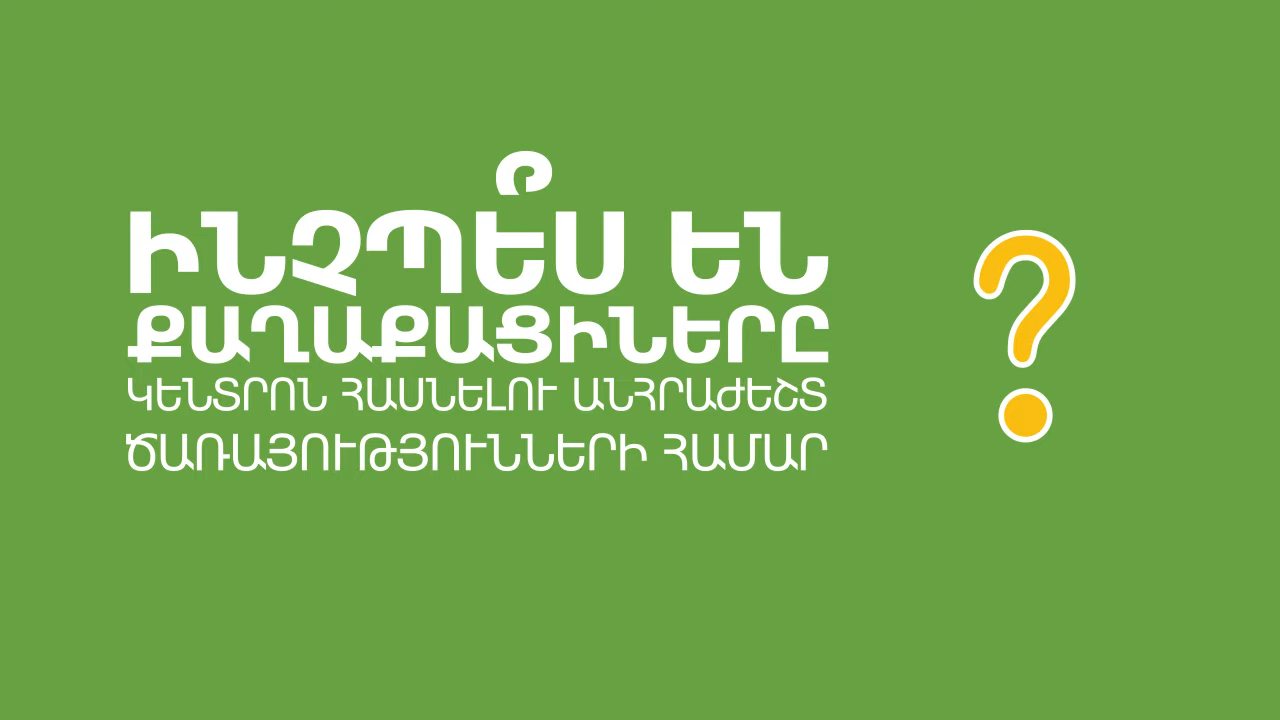 ԻՆՉՊԵ՞Ս ԵՆ
ՔԱՂԱՔԱՑԻՆԵՐԸ
ԿԵՆՏՐՈՆ ՀԱՍՆԵԼՈՒ ԱՆՀՐԱԺԵՇՏ
ԾԱՌԱՅՈՒԹՅՈՒՆՆԵՐԻ ՀԱՄԱՐ
?